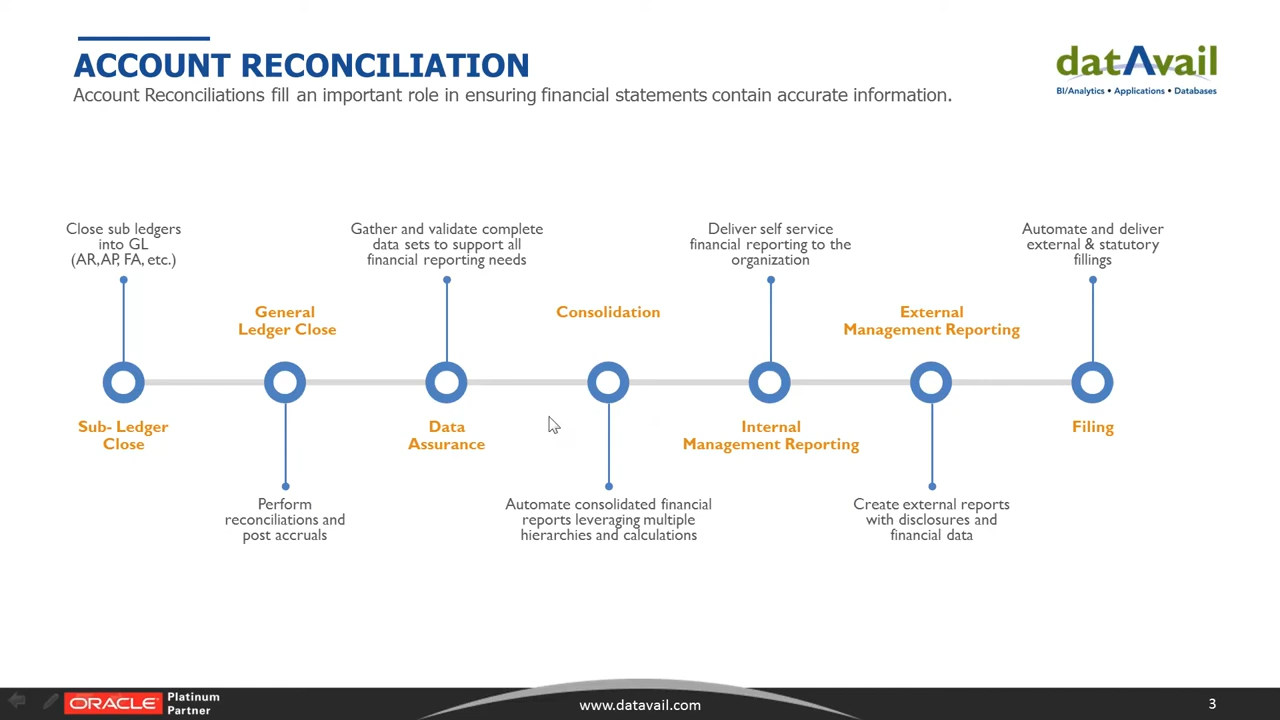 ACCOUNT RECONCILIATION
Account Reconciliations fill an important role in ensuring financial statements contain accurate information.
datAvail
BI/Analytics • Applications • Databases
Close sub ledgers
into GL
(AR,AP, FA, etc.)
Gather and validate complete
data sets to support all
financial reporting needs
Deliver self service
financial reporting to the
organization
Automate and deliver
external & statutory
fillings
General
Ledger Close
Consolidation
External
Management Reporting
Sub- Ledger
Close
Data
Assurance
Internal
Management Reporting
Filing
Perform
reconciliations and
post accruals
Automate consolidated financial
reports leveraging multiple
hierarchies and calculations
Create external reports
with disclosures and
financial data
ORACLE
Platinum
Partner
www.datavail.com
3